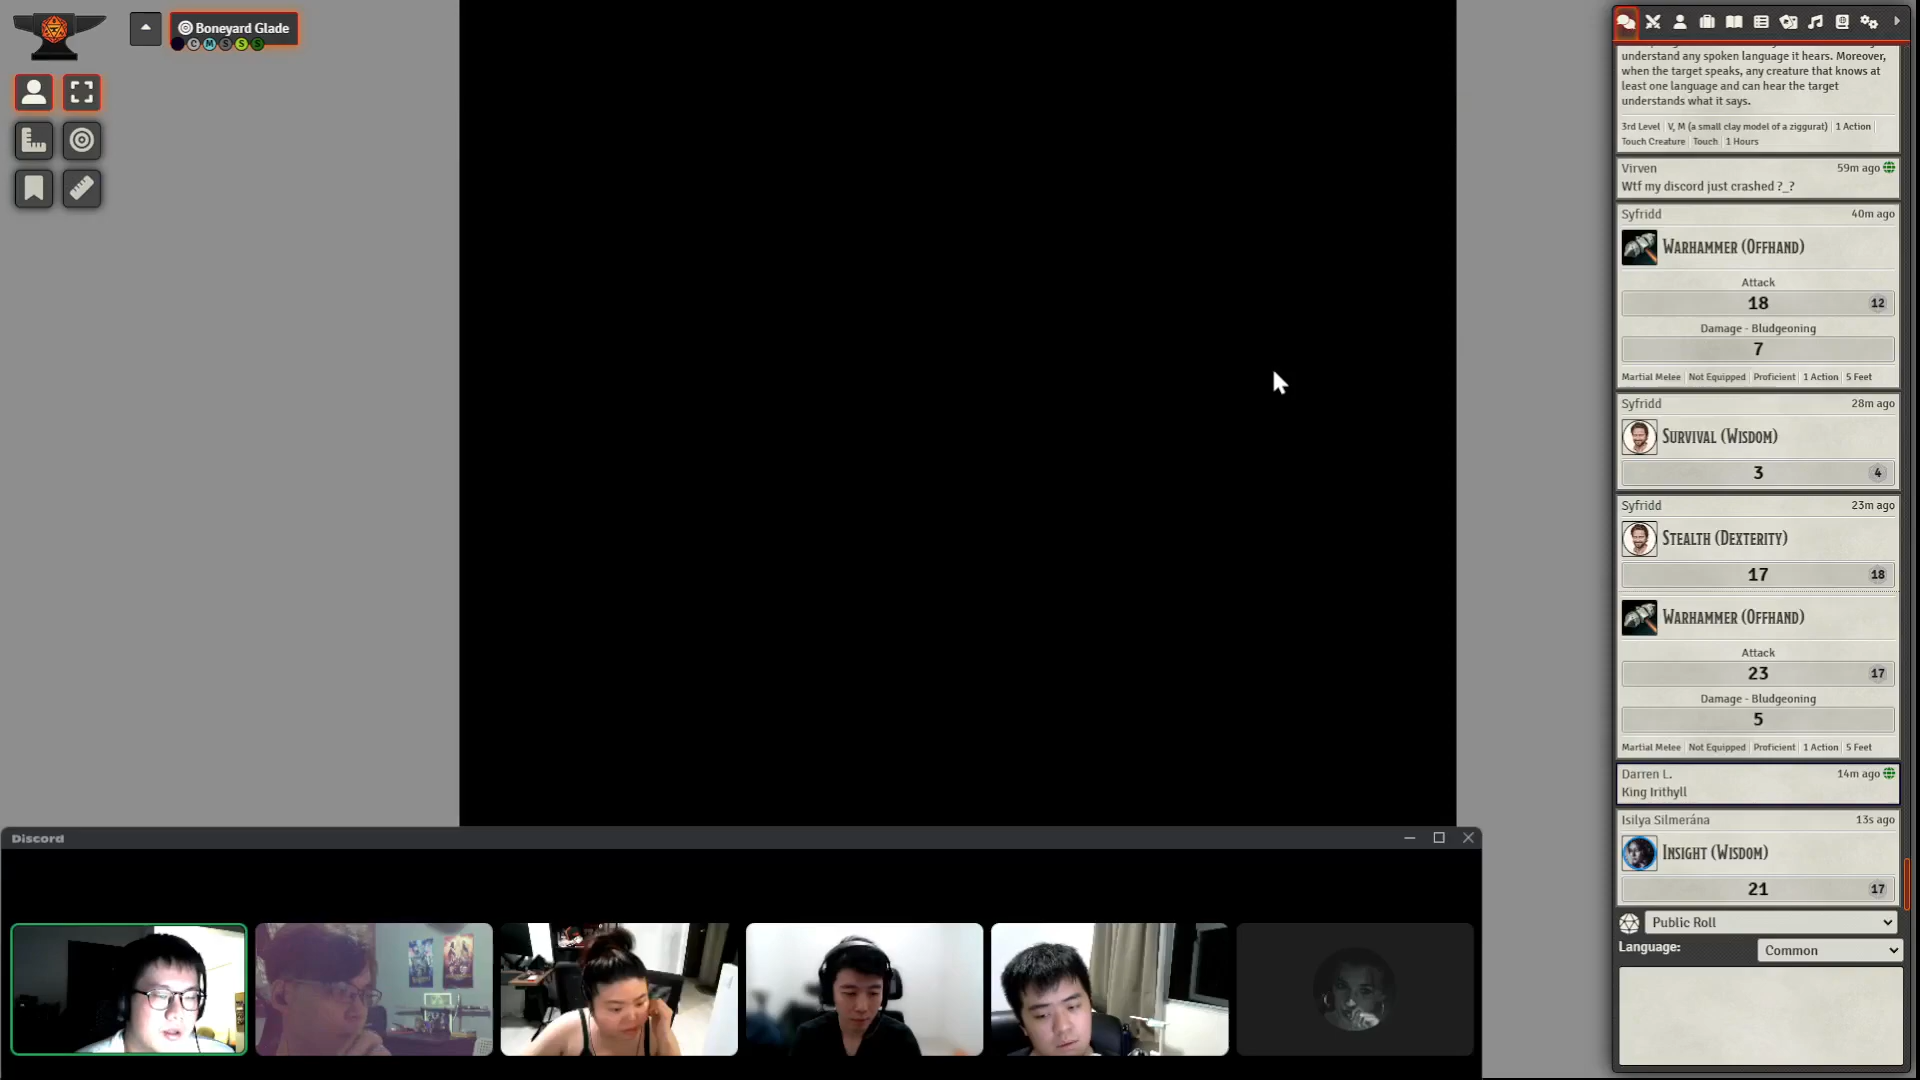 Boneyard Glade
C M S S S
understand any spoken language it hears. Moreover,
when the target speaks, any creature that knows at
least one language and can hear the target
understands what it says.
3rd Level V, M (a small clay model of a ziggurat) 1 Action
Touch Creature Touch 1 Hours
Virven 59m ago
Wtf my discord just crashed ?_?
Syfridd 40m ago
Warhammer (Offhand)
Attack
18 12
Damage - Bludgeoning
7
Martial Melee Not Equipped Proficient 1 Action 5 Feet
Syfridd 28m ago
Survival (Wisdom)
3 4
Syfridd 23m ago
Stealth (Dexterity)
17 18
Warhammer (Offhand)
Attack
23 17
Damage - Bludgeoning
5
Martial Melee Not Equipped Proficient 1 Action 5 Feet
Darren L. 14m ago
King Irithyll
Isilya Silmerána 13s ago
Insight (Wisdom)
21 17
Public Roll
Language: Common
Discord